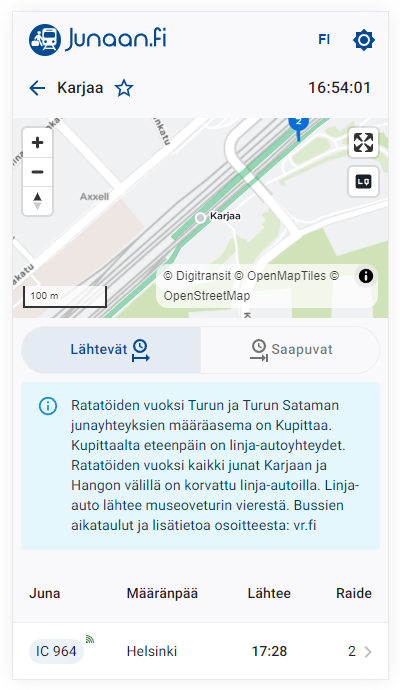 Junaan.fi
FI
Karjaa
16:54:01
2
Axxell
Karjaa
100 m
© Digitransit © OpenMapTiles ©
OpenStreetMap
Lähtevät
Saapuvat
Ratatöiden vuoksi Turun ja Turun Sataman
junayhteyksien määräasema on Kupittaa.
Kupittaalta eteenpäin on linja-autoyhteydet.
Ratatöiden vuoksi kaikki junat Karjaan ja
Hangon välillä on korvattu linja-autoilla. Linja-
auto lähtee museoveturin vierestä. Bussien
aikataulut ja lisätietoa osoitteesta: vr.fi
Juna Määränpää Lähtee Raide
IC 964 Helsinki 17:28 2